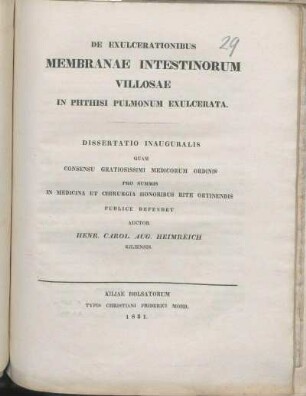 29
DE EXULCERATIONIBUS
MEMBRANAE INTESTINORUM
VILLOSAE
IN PHTHISI PULMONUM EXULCERATA.
DISSERTATIO INAUGURALIS
QUAM
CONSENSU GRATIOSISSIMI MEDICORUM ORDINIS
PRO SUMMIS
IN MEDICINA ET CHIRURGIA HONORIBUS RITE OBTINENDIS
PUBLICE DEFENDET
AUCTOR
HENR. CAROL. AUG. HEIMREICH
KILIENSIS.
KILIAE HOLSATORUM
TYPIS CHRISTIANI FRIDERICI MOHR.
1831.